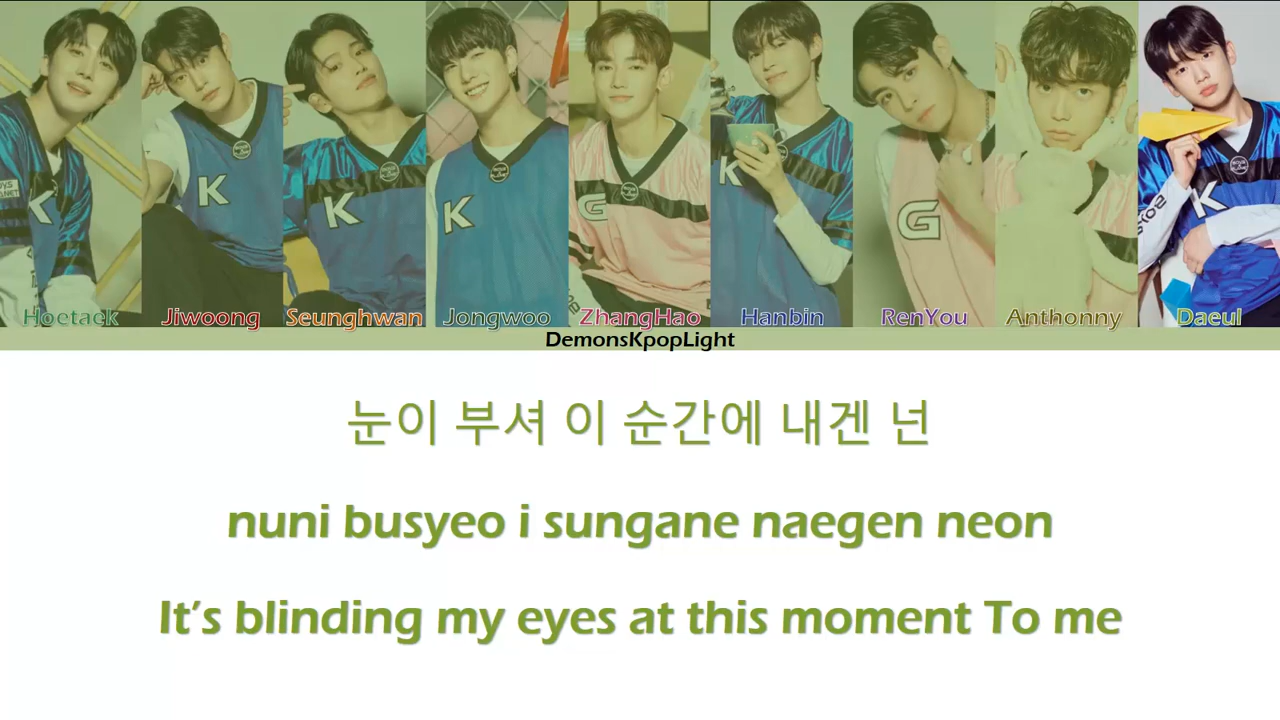 K K K K G K G K
Hoetaek Jiwoong Seunghwan Jongwoo ZhangHao Hanbin RenYou Anthonny Daeul
DemonsKpopLight
눈이 부셔 이 순간에 내겐 넌
nuni busyeo i sungane naegen neon
It's blinding my eyes at this moment To me